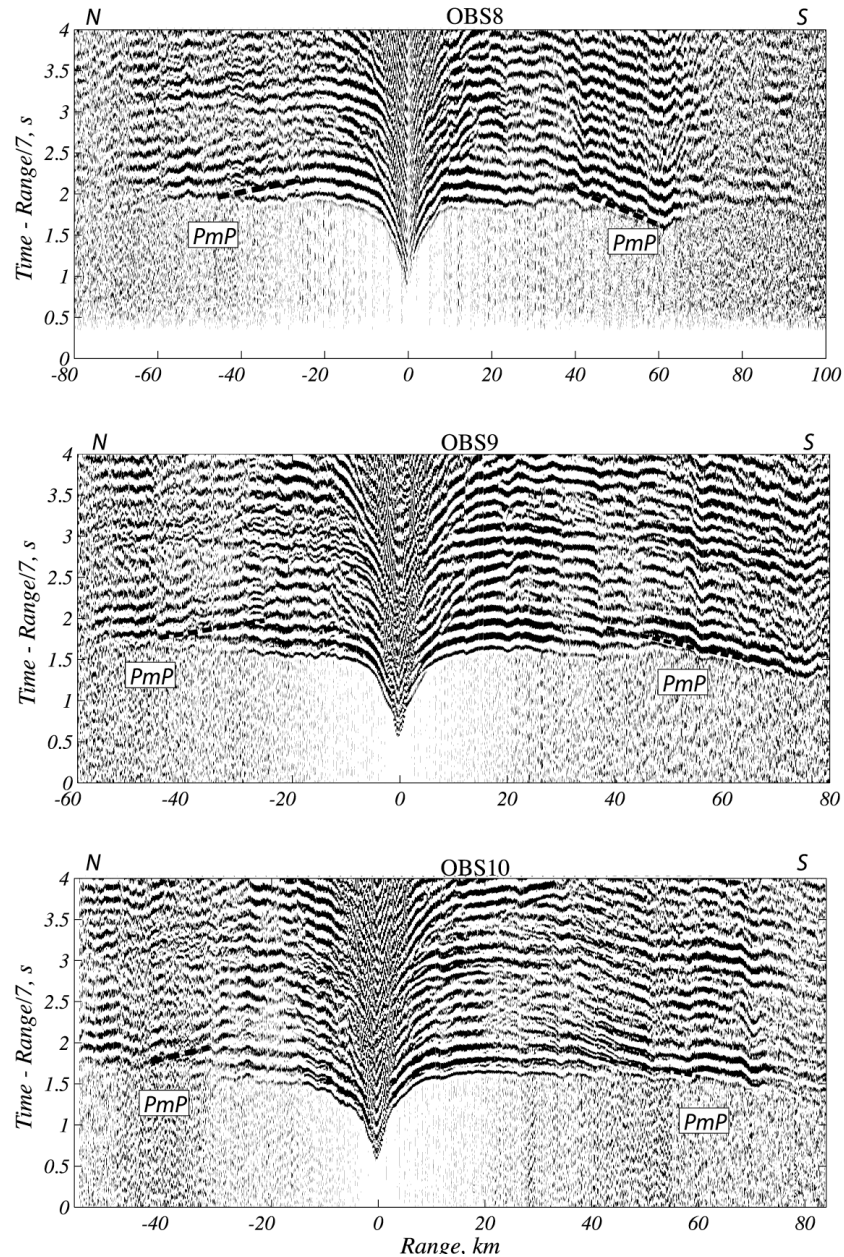 OBS8
N S
4
3.5
3
2.5
2
1.5
1
0.5
0
Time - Range/7, s
PmP PmP
-80 -60 -40 -20 0 20 40 60 80 100
OBS9
N S
4
3.5
3
2.5
2
1.5
1
0.5
0
Time - Range/7, s
PmP PmP
-60 -40 -20 0 20 40 60 80
OBS10
N S
4
3.5
3
2.5
2
1.5
1
0.5
0
Time - Range/7, s
PmP PmP
-40 -20 0 20 40 60 80
Range, km